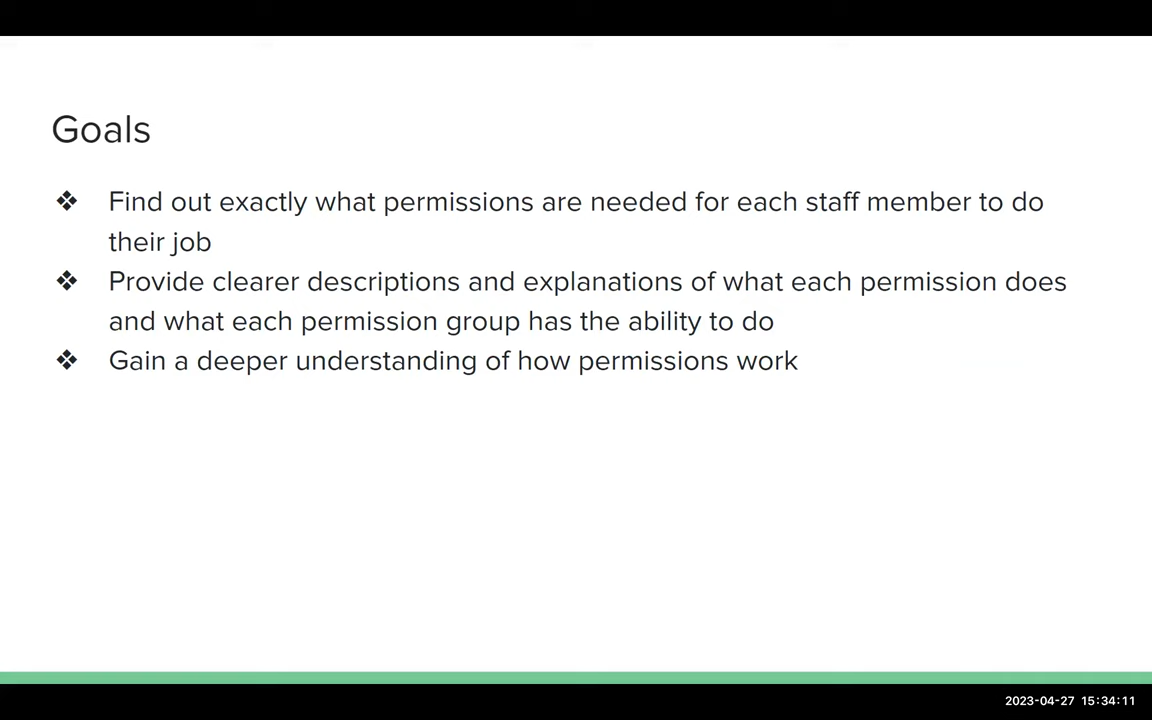 Goals
❖ Find out exactly what permissions are needed for each staff member to do
their job
❖ Provide clearer descriptions and explanations of what each permission does
and what each permission group has the ability to do
❖ Gain a deeper understanding of how permissions work
2023-04-27 15:34:11